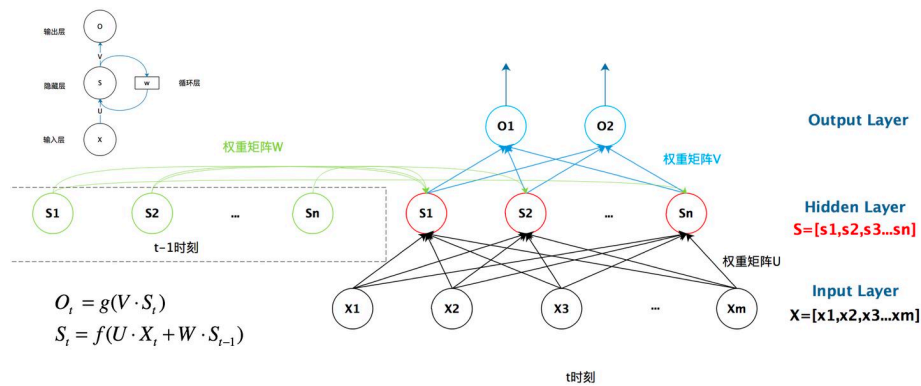 输出层
O
V
隐藏层
S
w
循环层
U
输入层
X
O1
O2
Output Layer
权重矩阵W
权重矩阵V
S1
S2
...
Sn
t-1时刻
S1
S2
...
Sn
Hidden Layer
S=[s1,s2,s3...sn]
权重矩阵U
X1
X2
X3
...
Xm
Input Layer
X=[x1,x2,x3...xm]
O_t = g(V · S_t)
S_t = f(U · X_t + W · S_{t-1})
t时刻